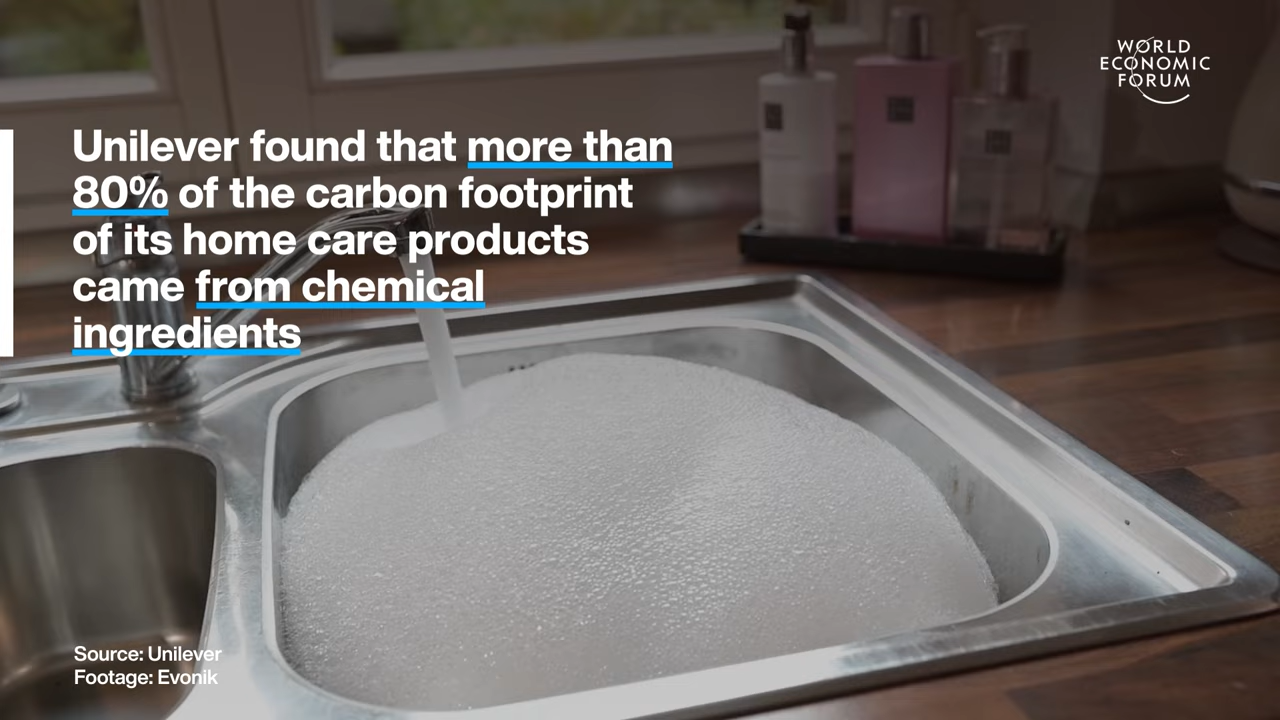 WORLD
ECONOMIC
FORUM
Unilever found that more than
80% of the carbon footprint
of its home care products
came from chemical
ingredients
Source: Unilever
Footage: Evonik